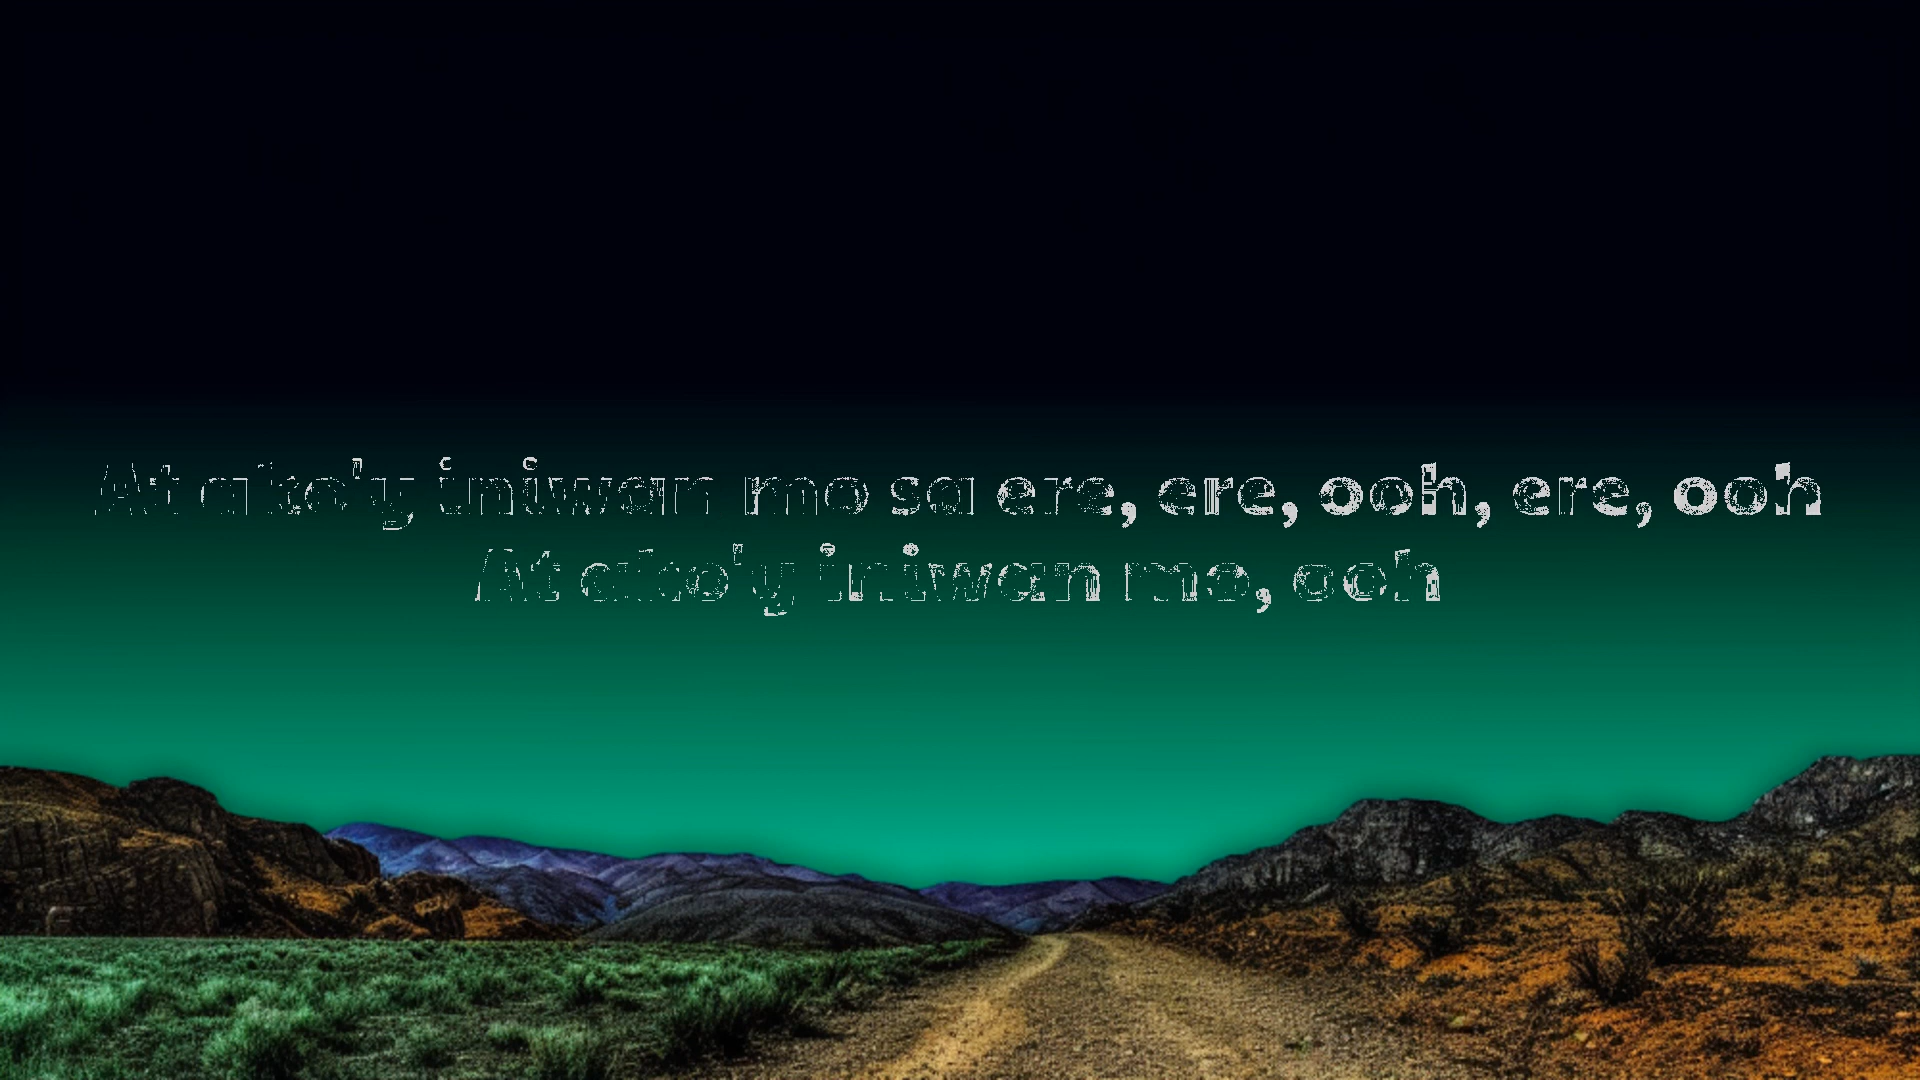 At ako'y iniwan mo sa ere, ere, ooh, ere, ooh
At ako'y iniwan mo, ooh